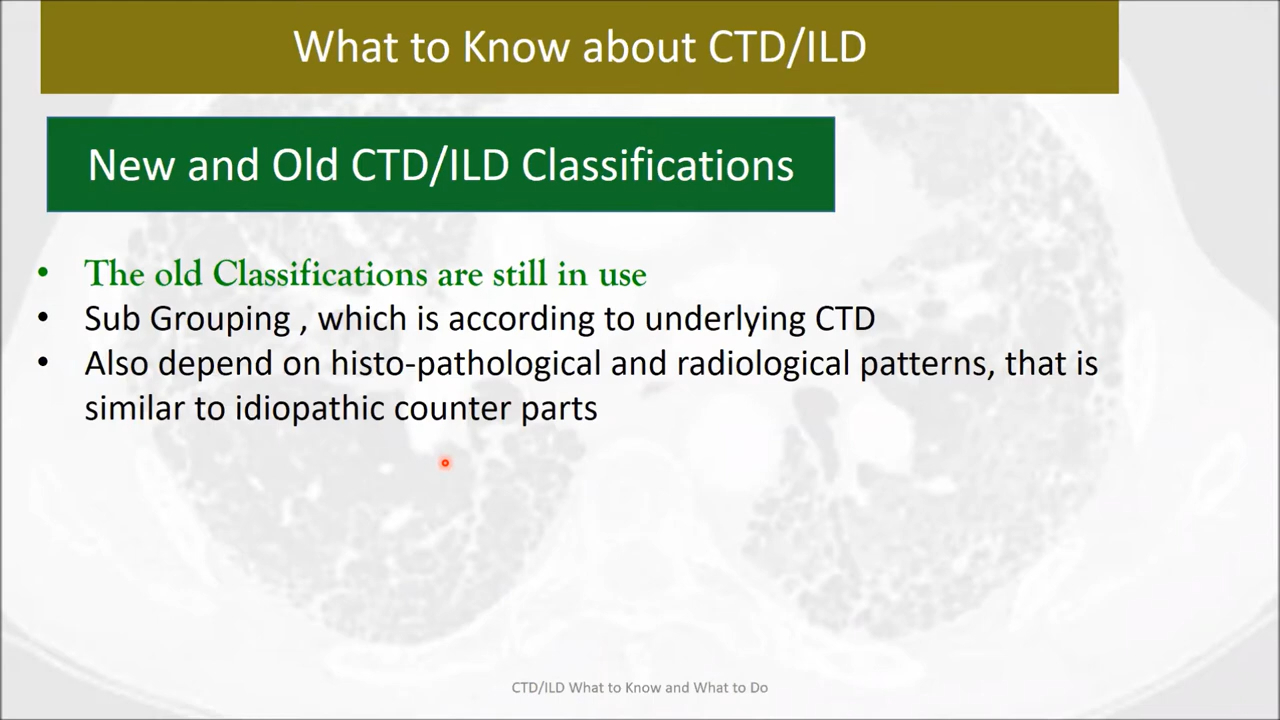 What to Know about CTD/ILD
New and Old CTD/ILD Classifications
• The old Classifications are still in use
• Sub Grouping , which is according to underlying CTD
• Also depend on histo-pathological and radiological patterns, that is
similar to idiopathic counter parts
CTD/ILD What to Know and What to Do